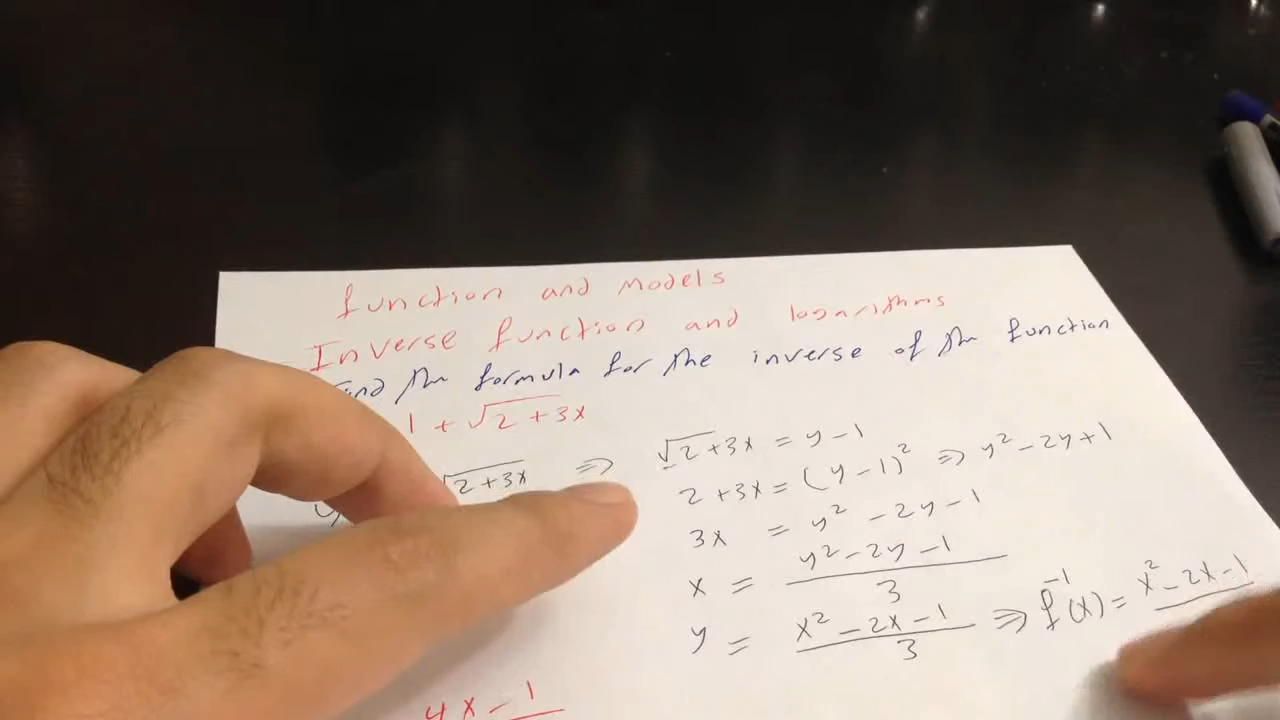 function and models
Inverse function and logarithms
the formula for the inverse of the function
1 + √2 + 3x
y √2+3x ⇒ √2+3x = y - 1
2 + 3x = (y - 1)² ⇒ y² - 2y + 1
3x = y² - 2y - 1
x = y² - 2y - 1 / 3
y = x² - 2x - 1 / 3 ⇒ f⁻¹(x) = x² - 2x - 1
4x - 1